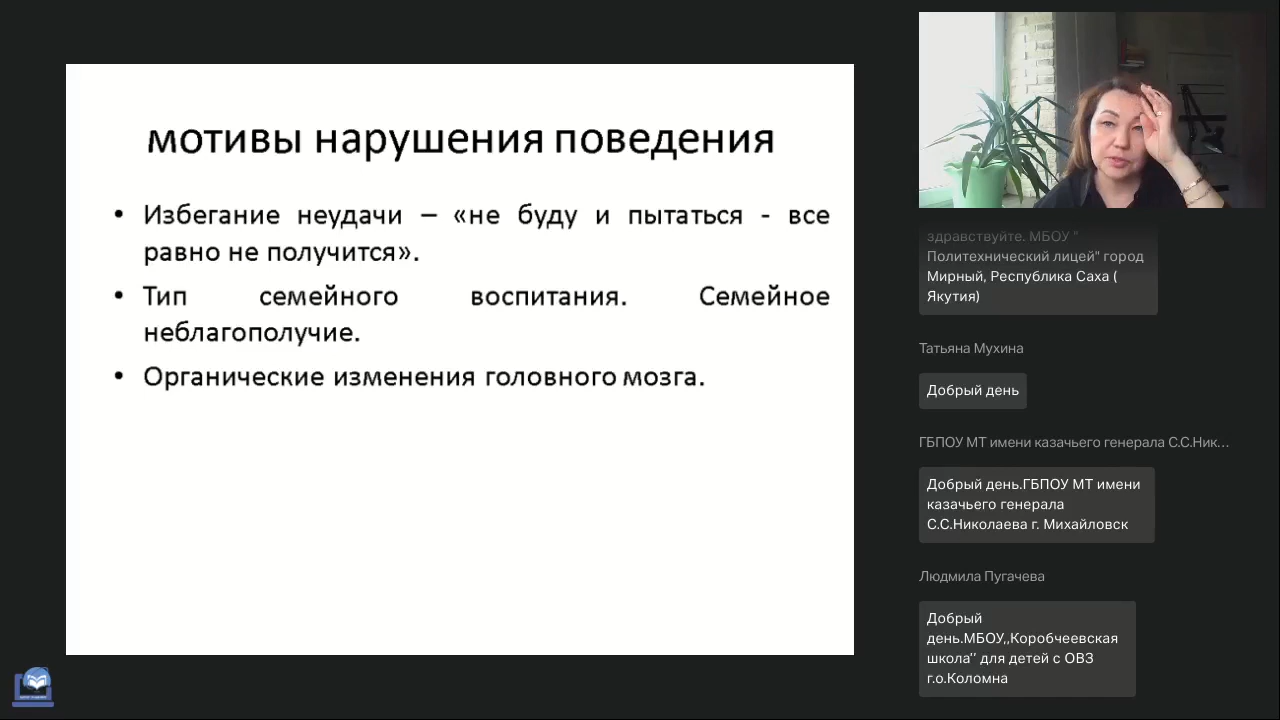 мотивы нарушения поведения
• Избегание неудачи – «не буду и пытаться - все
равно не получится».
• Тип семейного воспитания. Семейное
неблагополучие.
• Органические изменения головного мозга.
здравствуйте. МБОУ "
Политехнический лицей" город
Мирный, Республика Саха (
Якутия)
Татьяна Мухина
Добрый день
ГБПОУ МТ имени казачьего генерала С.С.Ник...
Добрый день.ГБПОУ МТ имени
казачьего генерала
С.С.Николаева г. Михайловск
Людмила Пугачева
Добрый
день.МБОУ,,Коробчеевская
школа'' для детей с ОВЗ
г.о.Коломна